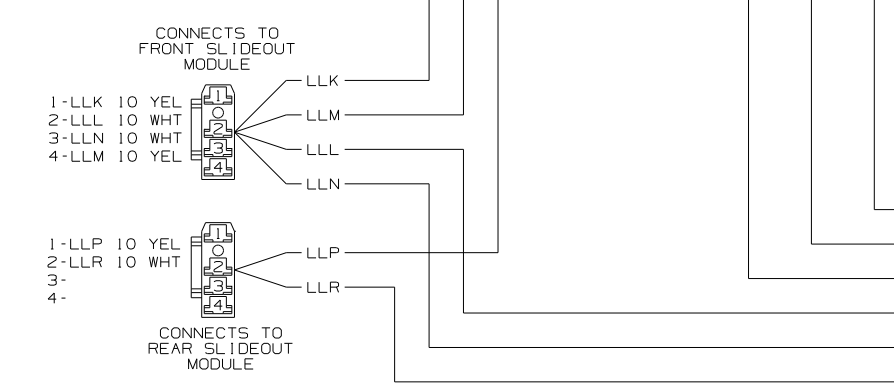 CONNECTS TO
FRONT SLIDEOUT
MODULE
1-LLK 10 YEL
2-LLL 10 WHT
3-LLN 10 WHT
4-LLM 10 YEL
1
2
3
4
LLK
LLM
LLL
LLN
1-LLP 10 YEL
2-LLR 10 WHT
3-
4-
1
2
3
4
LLP
LLR
CONNECTS TO
REAR SLIDEOUT
MODULE